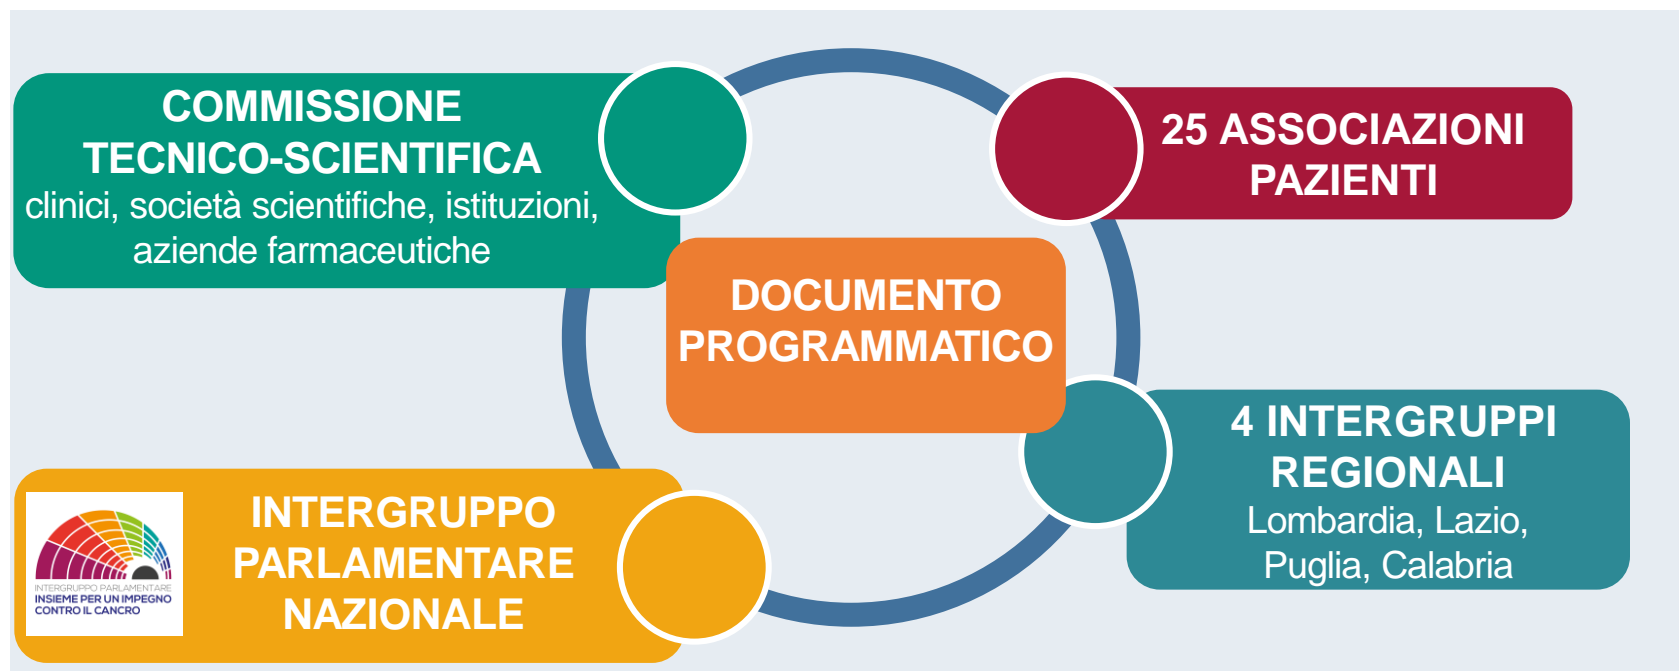 COMMISSIONE
TECNICO-SCIENTIFICA
clinici, società scientifiche, istituzioni,
aziende farmaceutiche
25 ASSOCIAZIONI
PAZIENTI
DOCUMENTO
PROGRAMMATICO
4 INTERGRUPPI
REGIONALI
Lombardia, Lazio,
Puglia, Calabria
INTERGRUPPO
PARLAMENTARE
NAZIONALE
INTERGRUPPO PARLAMENTARE
INSIEME PER UN IMPEGNO
CONTRO IL CANCRO